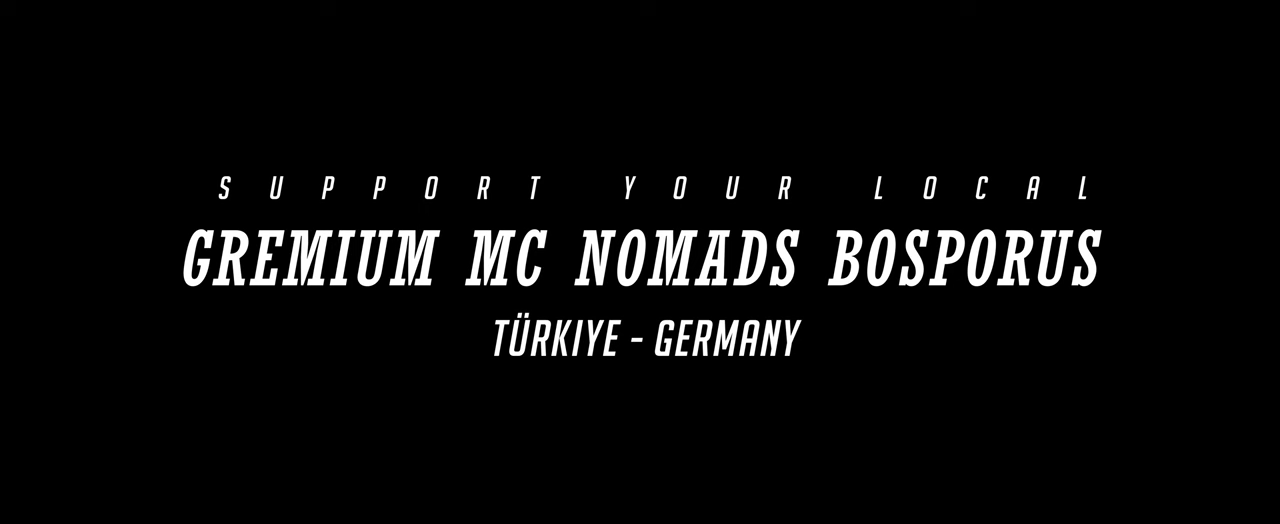 SUPPORT YOUR LOCAL
GREMIUM MC NOMADS BOSPORUS
TÜRKIYE - GERMANY